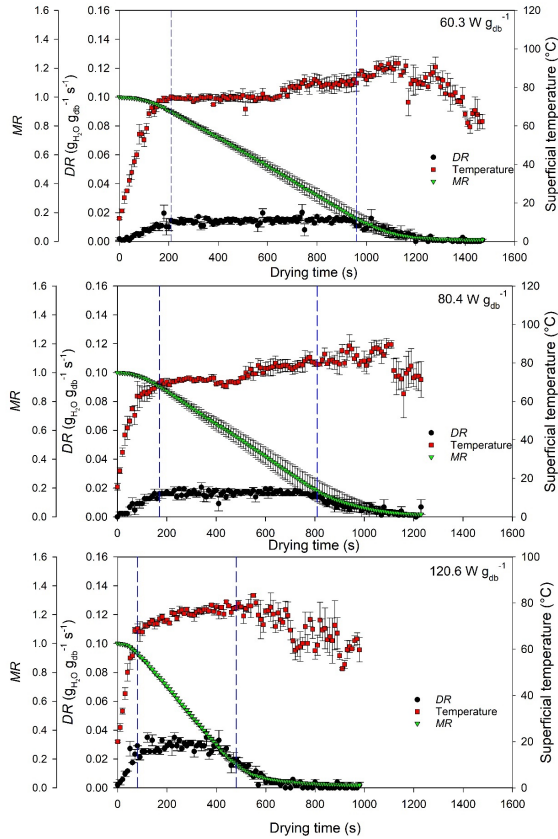 60.3 W g_db^-1
MR
1.6
1.4
1.2
1.0
0.8
0.6
0.4
0.2
0.0
DR (g_H2O g_db^-1 s^-1)
0.16
0.14
0.12
0.10
0.08
0.06
0.04
0.02
0.00
Superficial temperature (°C)
120
100
80
60
40
20
0
DR
Temperature
MR
0 200 400 600 800 1000 1200 1400 1600
Drying time (s)
80.4 W g_db^-1
MR
1.6
1.4
1.2
1.0
0.8
0.6
0.4
0.2
0.0
DR (g_H2O g_db^-1 s^-1)
0.16
0.14
0.12
0.10
0.08
0.06
0.04
0.02
0.00
Superficial temperature (°C)
120
100
80
60
40
20
0
DR
Temperature
MR
0 200 400 600 800 1000 1200 1400 1600
Drying time (s)
120.6 W g_db^-1
MR
1.6
1.4
1.2
1.0
0.8
0.6
0.4
0.2
0.0
DR (g_H2O g_db^-1 s^-1)
0.16
0.14
0.12
0.10
0.08
0.06
0.04
0.02
0.00
Superficial temperature (°C)
100
80
60
40
20
0
DR
Temperature
MR
0 200 400 600 800 1000 1200 1400 1600
Drying time (s)